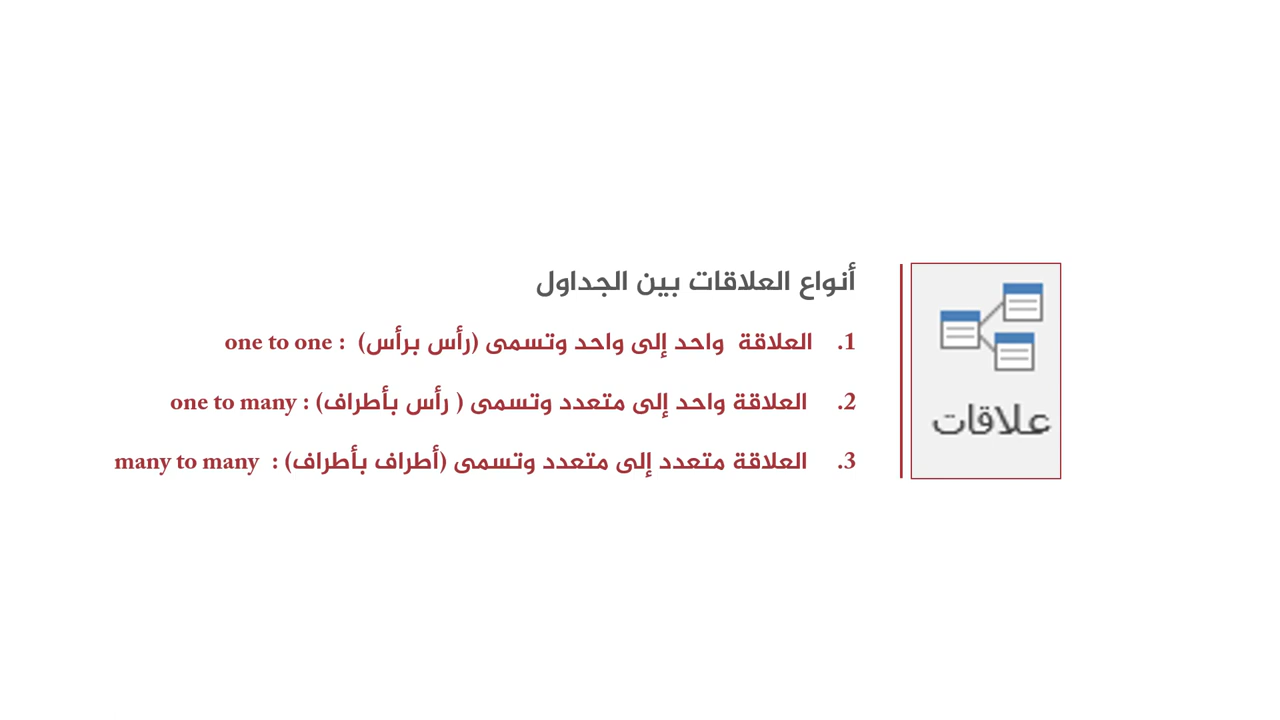 أنواع العلاقات بين الجداول
1. العلاقة واحد إلى واحد وتسمى (رأس برأس) : one to one
2. العلاقة واحد إلى متعدد وتسمى ( رأس بأطراف) : one to many
3. العلاقة متعدد إلى متعدد وتسمى (أطراف بأطراف) : many to many
علاقات